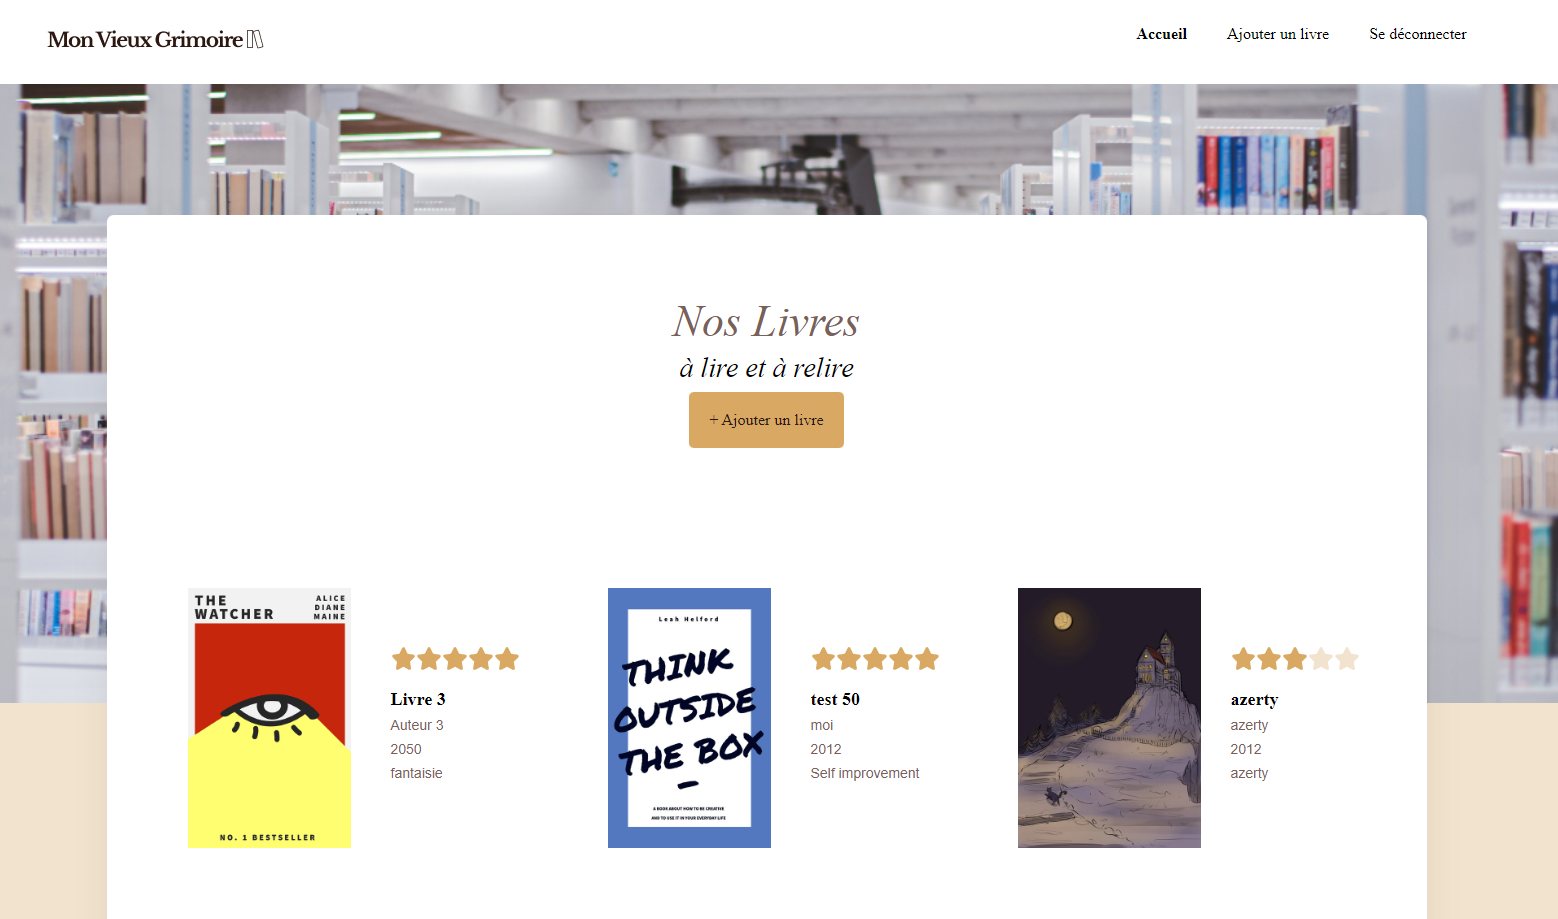 Mon Vieux Grimoire
Accueil
Ajouter un livre
Se déconnecter
Nos Livres
à lire et à relire
+ Ajouter un livre
THE
WATCHER
ALICE
DIANE
MAINE
NO. 1 BESTSELLER
Livre 3
Auteur 3
2050
fantaisie
Leah Helford
THINK
OUTSIDE
THE BOX
A BOOK ABOUT HOW TO BE CREATIVE
AND TO USE IT IN YOUR EVERYDAY LIFE
test 50
moi
2012
Self improvement
azerty
azerty
2012
azerty